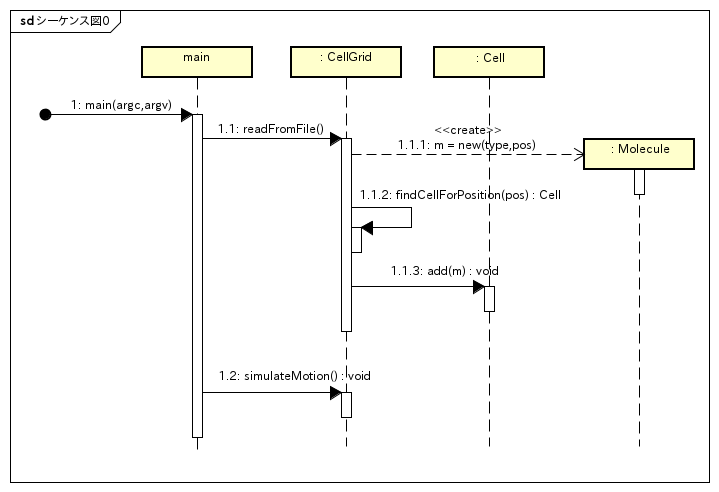 sd シーケンス図0
main
: CellGrid
: Cell
1: main(argc,argv)
1.1: readFromFile()
<<create>>
1.1.1: m = new(type,pos)
: Molecule
1.1.2: findCellForPosition(pos) : Cell
1.1.3: add(m) : void
1.2: simulateMotion() : void